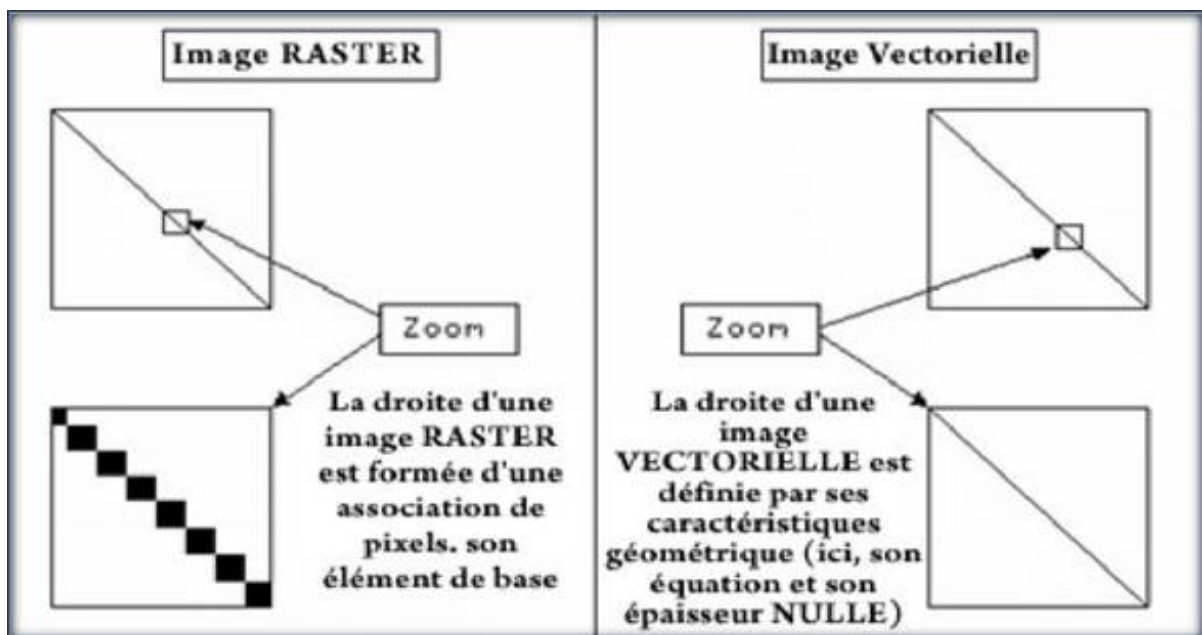 Image RASTER
Zoom
La droite d'une
image RASTER
est formée d'une
association de
pixels. son
élément de base
Image Vectorielle
Zoom
La droite d'une
image
VECTORIELLE est
définie par ses
caractéristiques
géométrique (ici, son
équation et son
épaisseur NULLE)